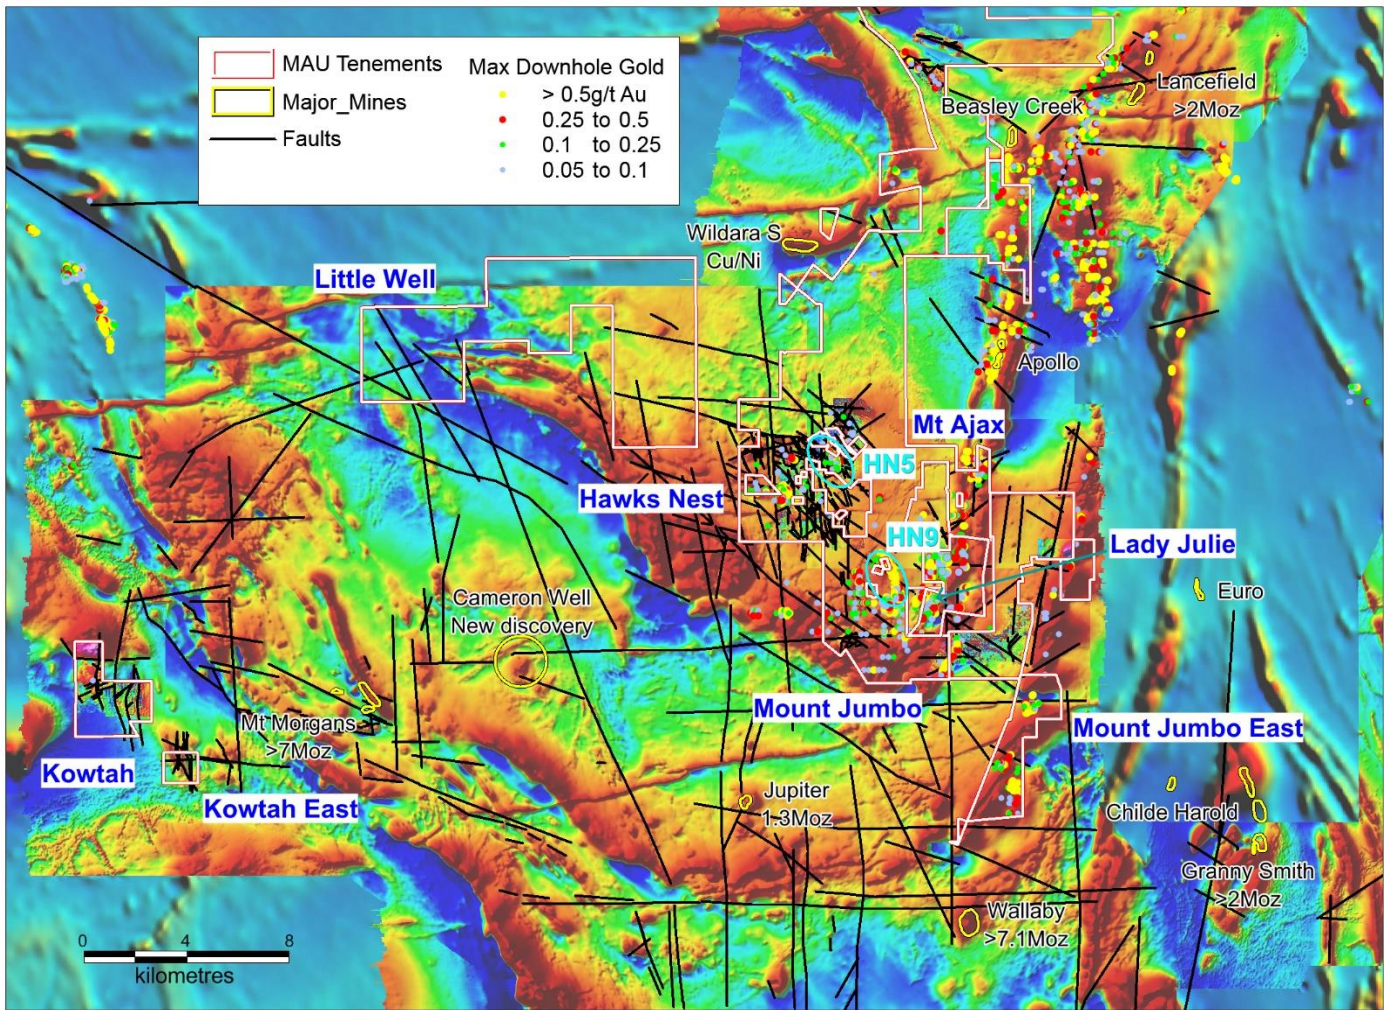 MAU Tenements
Major_Mines
Faults
Max Downhole Gold
> 0.5g/t Au
0.25 to 0.5
0.1 to 0.25
0.05 to 0.1
Lancefield
>2Moz
Beasley Creek
Wildara S
Cu/Ni
Little Well
Apollo
Mt Ajax
HN5
Hawks Nest
HN9
Lady Julie
Euro
Cameron Well
New discovery
Mount Jumbo
Mt Morgans
>7Moz
Mount Jumbo East
Kowtah
Kowtah East
Jupiter
1.3Moz
Childe Harold
Granny Smith
>2Moz
Wallaby
>7.1Moz
0 4 8
kilometres